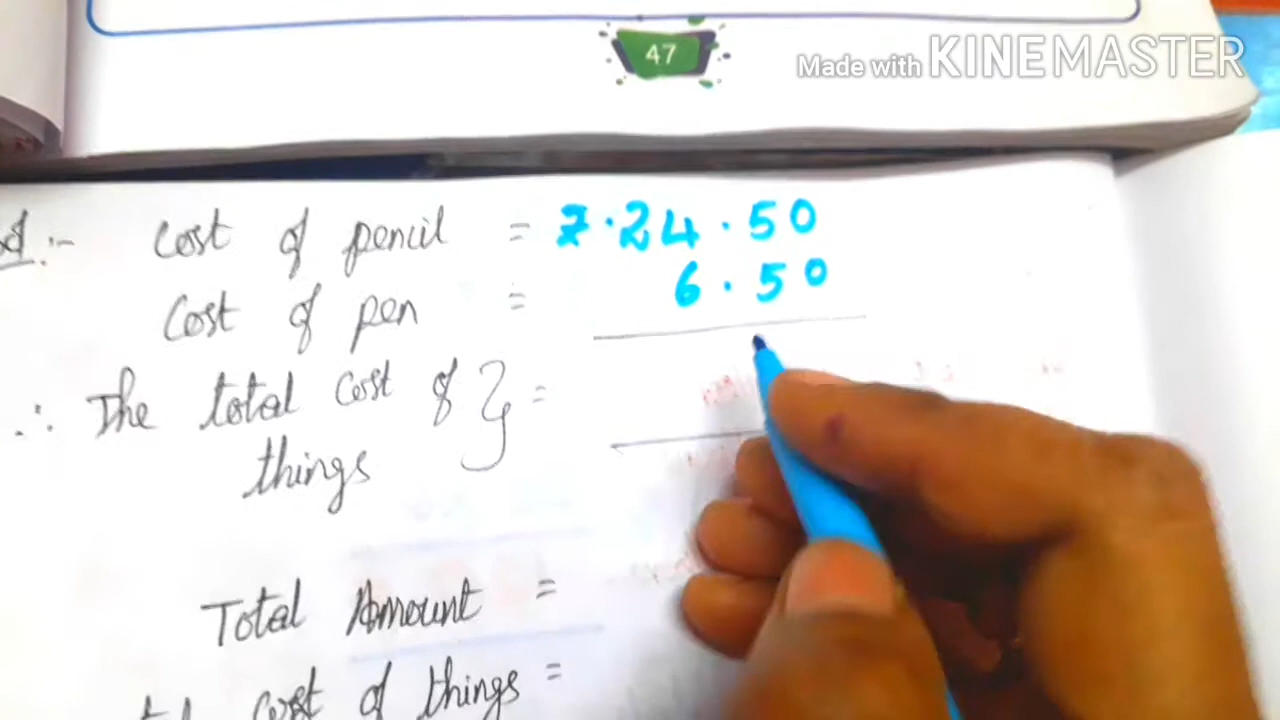 47
Made with KINEMASTER
Cost of pencil = ₹.24.50
Cost of pen = 6.50
∴ The total cost of } =
things
Total Amount =
cost of things =